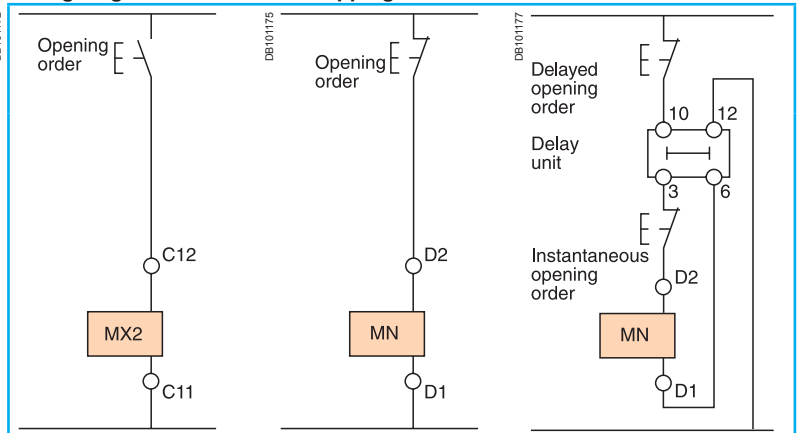 DB101175
DB101177
Opening
order
C12
MX2
C11
Opening
order
D2
MN
D1
Delayed
opening
order
10
12
Delay
unit
3
6
Instantaneous
opening
order
D2
MN
D1